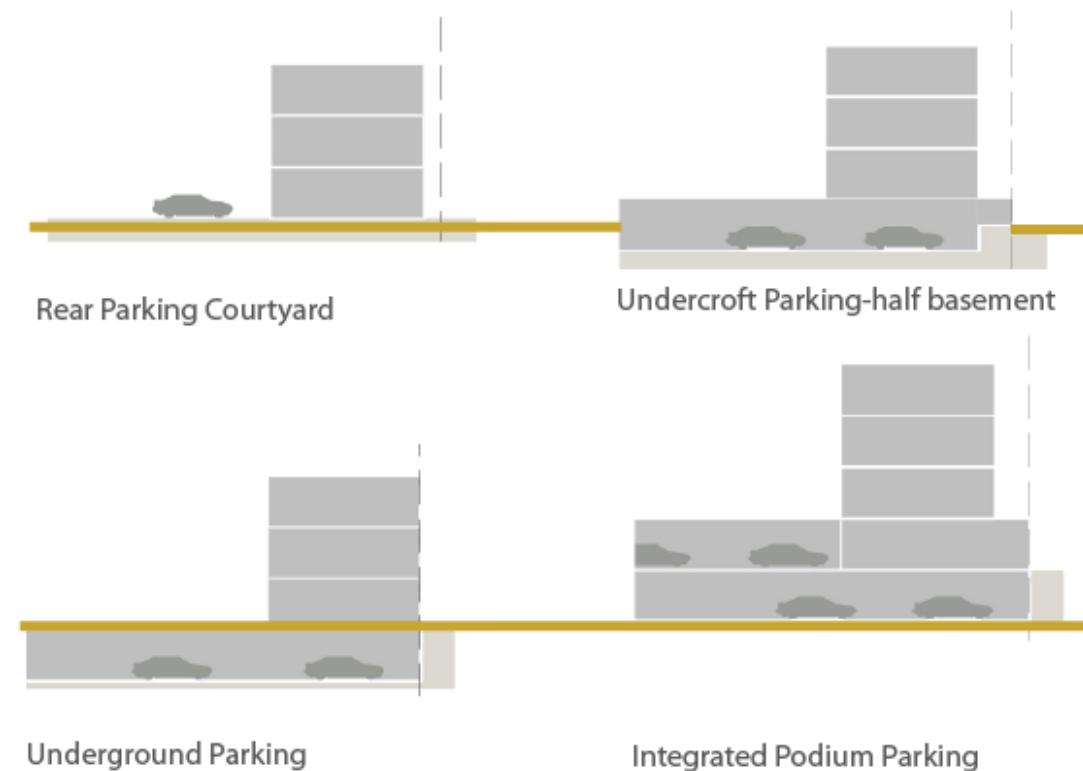 Rear Parking Courtyard
Undercroft Parking-half basement
Underground Parking
Integrated Podium Parking